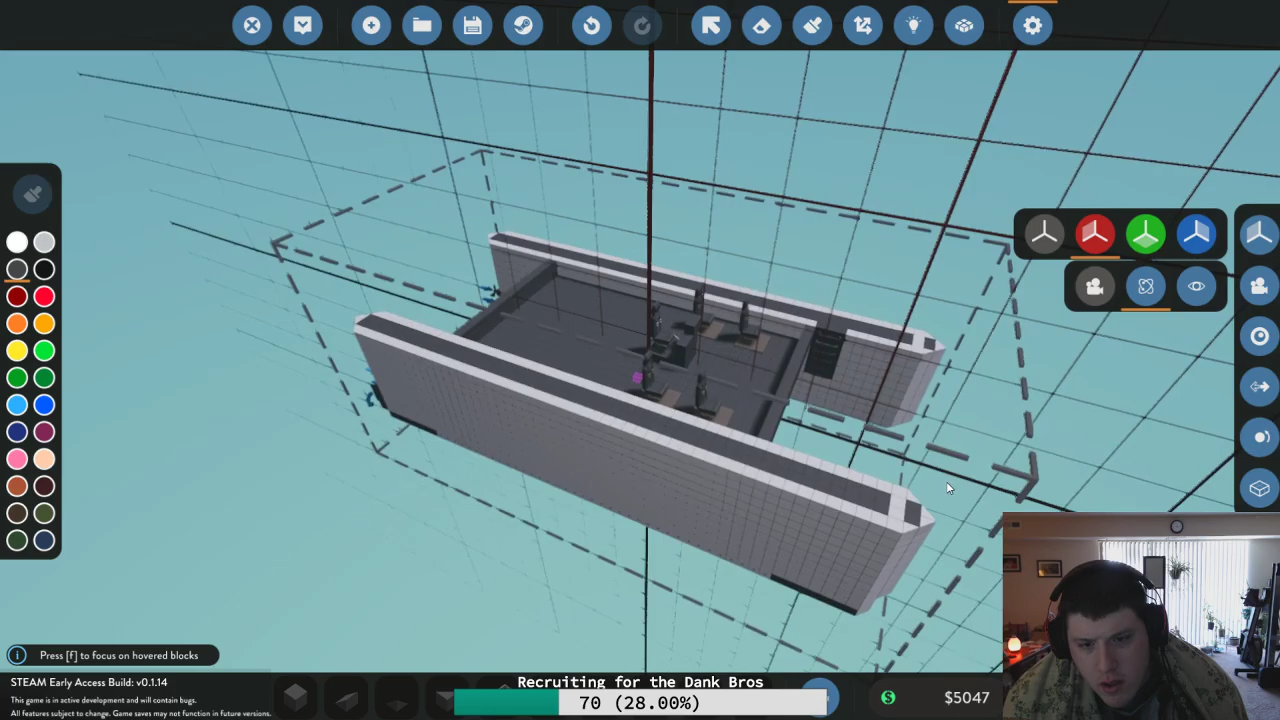 Press [f] to focus on hovered blocks
STEAM Early Access Build: v0.1.14
This game is in active development and will contain bugs.
All features subject to change. Game saves may not function in future versions.
Recruiting for the Dank Bros
70 (28.00%)
$5047